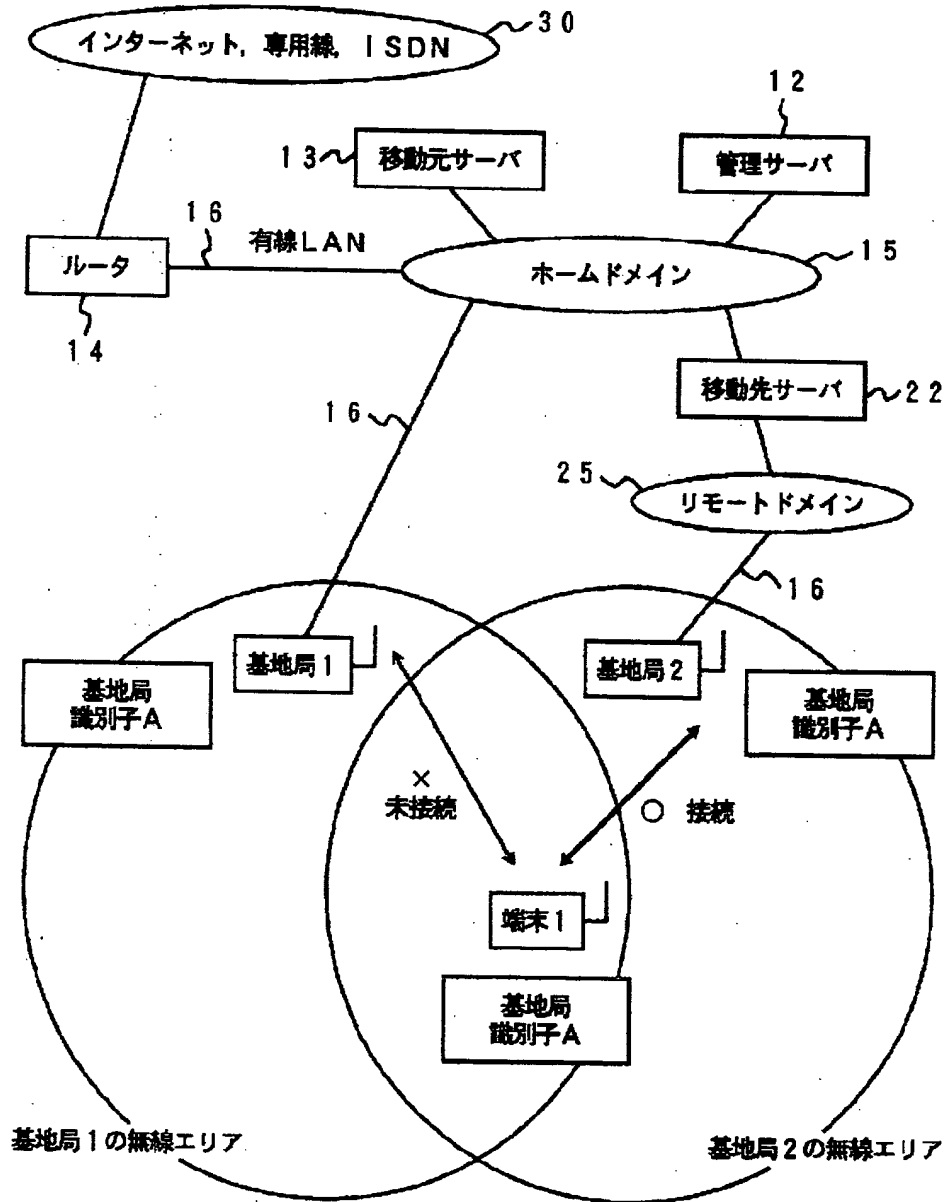 30
インターネット，専用線，ISDN
12
13
移動元サーバ
管理サーバ
16
有線LAN
15
ルータ
ホームドメイン
14
16
移動先サーバ
22
25
リモートドメイン
16
基地局1
基地局2
基地局
識別子A
基地局
識別子A
×
未接続
○ 接続
端末1
基地局
識別子A
基地局1の無線エリア
基地局2の無線エリア